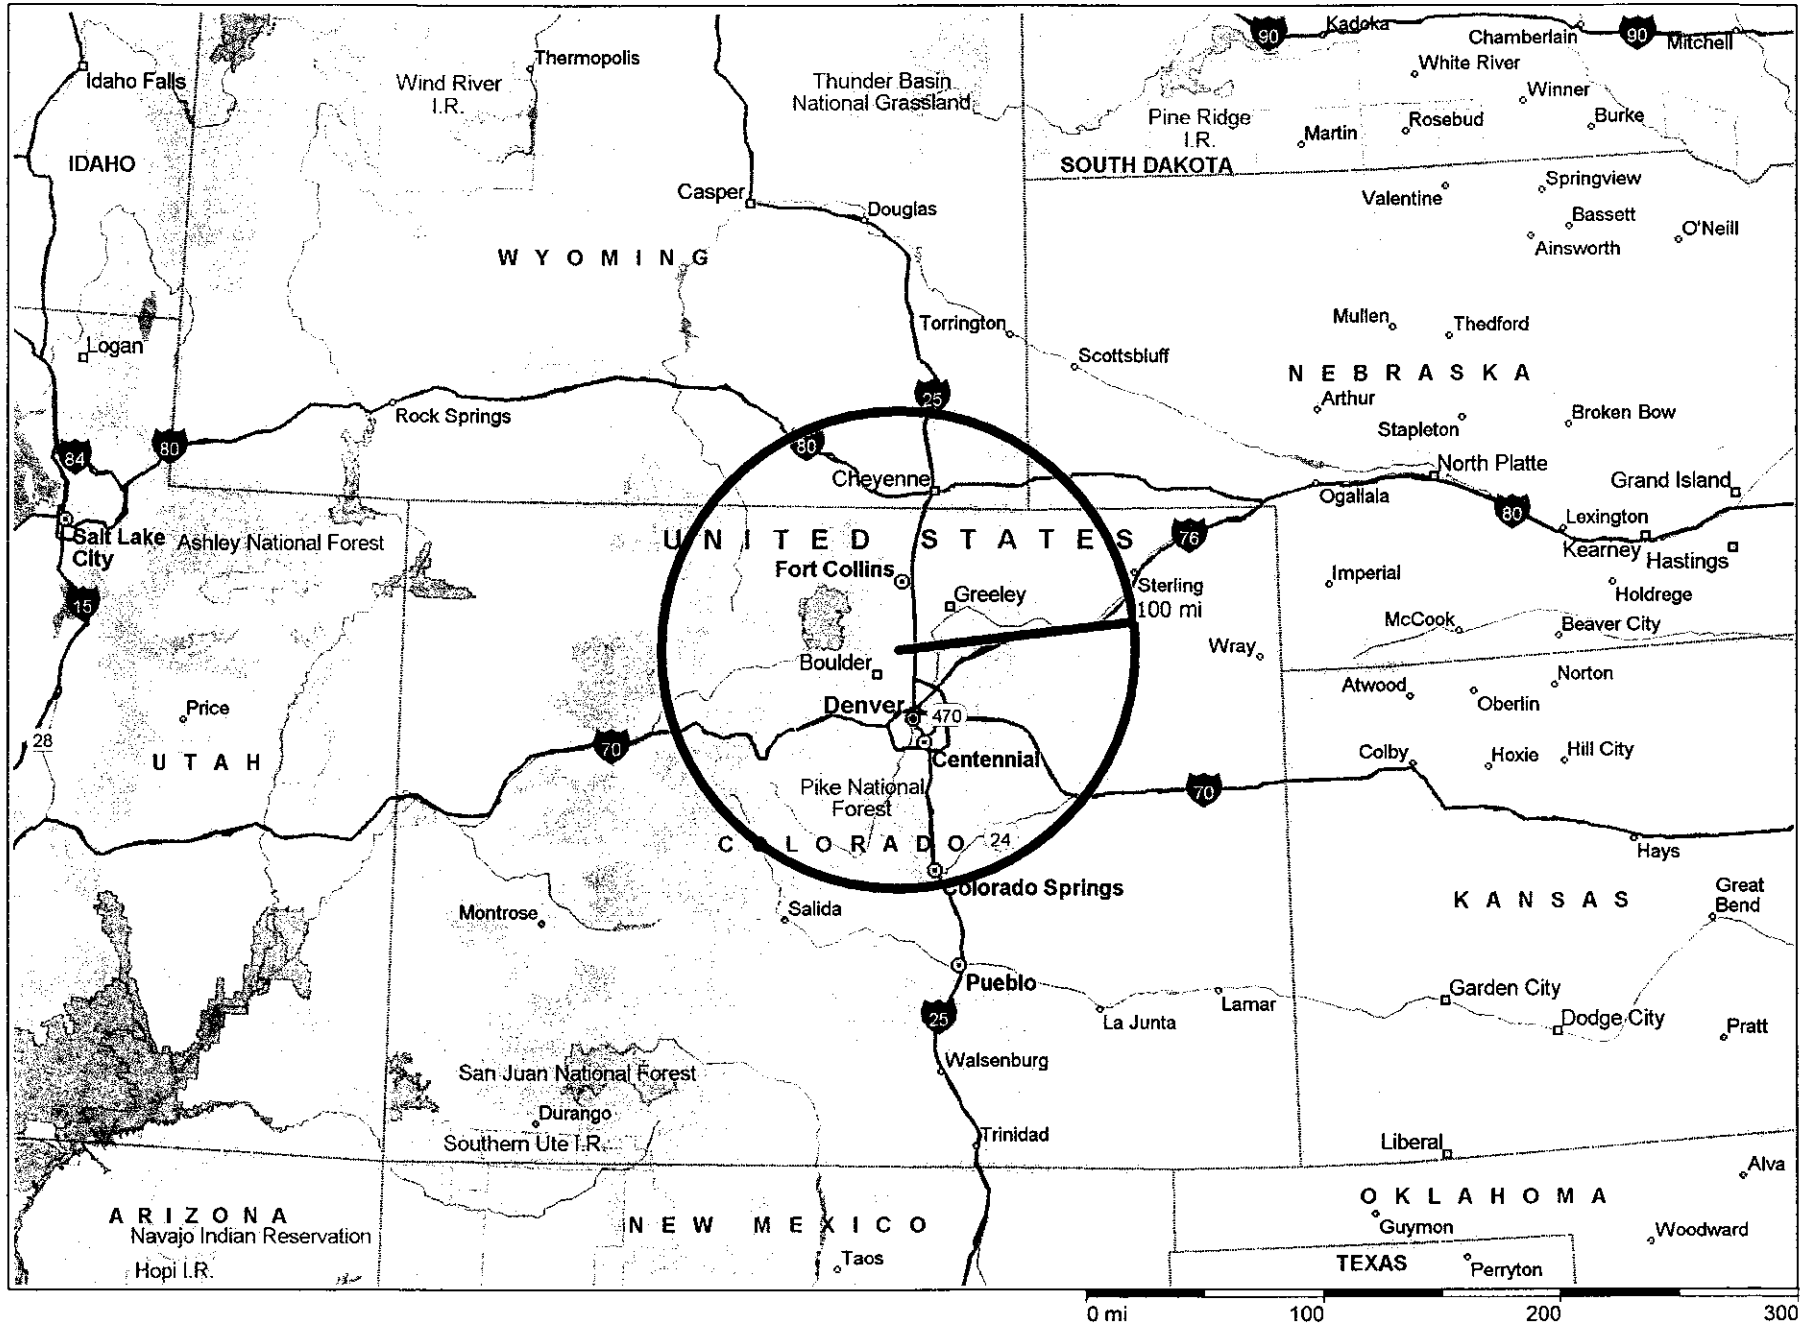 90
Kadoka
Chamberlain
90
Mitchell
Idaho Falls
Wind River
I.R.
Thermopolis
Thunder Basin
National Grassland
White River
Winner
Pine Ridge
I.R.
Martin
Rosebud
Burke
IDAHO
SOUTH DAKOTA
Casper
Douglas
Valentine
Springview
Bassett
O'Neill
Ainsworth
WYOMING
Torrington
Mullen
Thedford
Logan
Scottsbluff
NEBRASKA
Rock Springs
25
Arthur
Stapleton
Broken Bow
84
80
80
Cheyenne
North Platte
Ogallala
Grand Island
80
Lexington
Kearney
Hastings
Salt Lake
City
Ashley National Forest
UNITED STATES
76
Fort Collins
Sterling
100 mi
Imperial
Holdrege
15
Greeley
McCook
Beaver City
Boulder
Wray
Atwood
Oberlin
Norton
Price
Denver
470
28
UTAH
70
Centennial
Colby
Hoxie
Hill City
Pike National
Forest
70
COLORADO
24
Hays
Colorado Springs
KANSAS
Great
Bend
Montrose
Salida
Pueblo
25
La Junta
Lamar
Garden City
Dodge City
Pratt
Walsenburg
San Juan National Forest
Durango
Southern Ute I.R.
Trinidad
Liberal
Alva
ARIZONA
Navajo Indian Reservation
Hopi I.R.
NEW MEXICO
Taos
OKLAHOMA
Guymon
Woodward
TEXAS
Perryton
0 mi
100
200
300